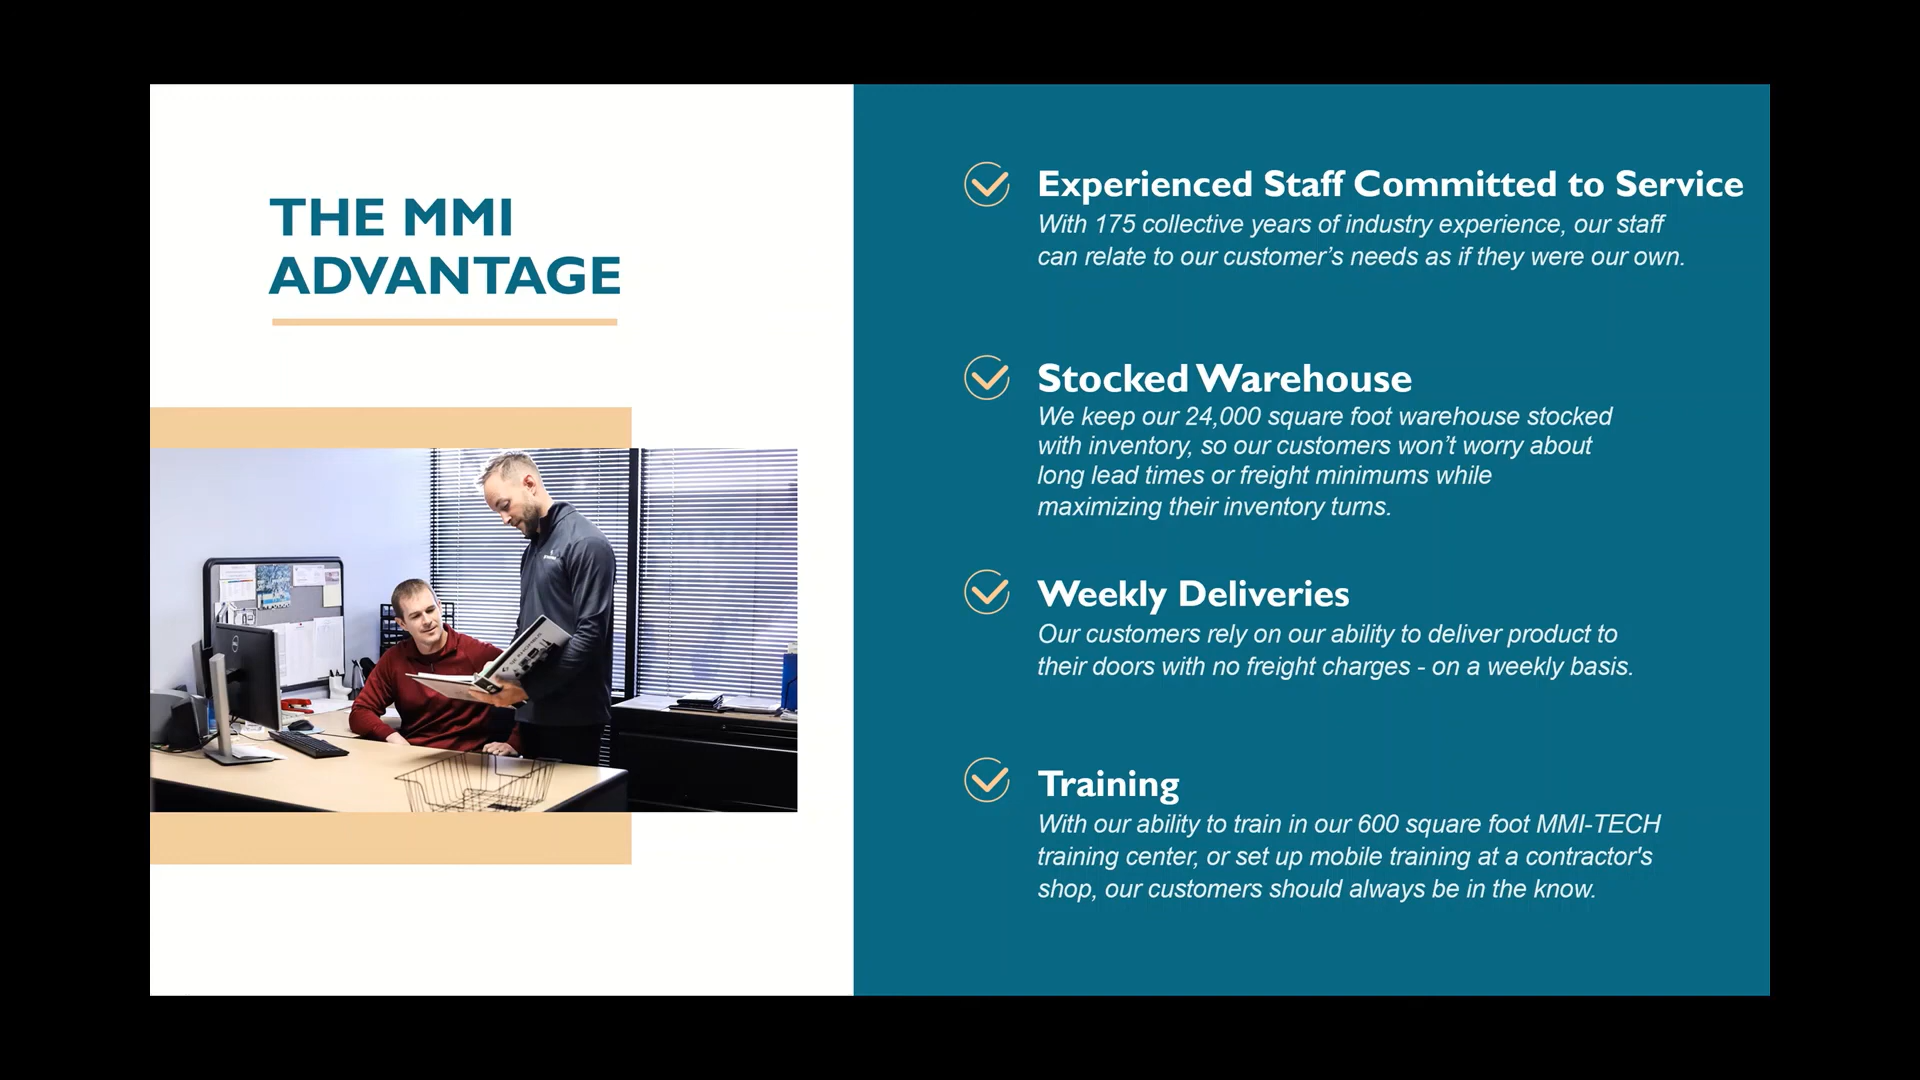 THE MMI
ADVANTAGE
Experienced Staff Committed to Service
With 175 collective years of industry experience, our staff
can relate to our customer’s needs as if they were our own.
Stocked Warehouse
We keep our 24,000 square foot warehouse stocked
with inventory, so our customers won’t worry about
long lead times or freight minimums while
maximizing their inventory turns.
Weekly Deliveries
Our customers rely on our ability to deliver product to
their doors with no freight charges - on a weekly basis.
Training
With our ability to train in our 600 square foot MMI-TECH
training center, or set up mobile training at a contractor's
shop, our customers should always be in the know.